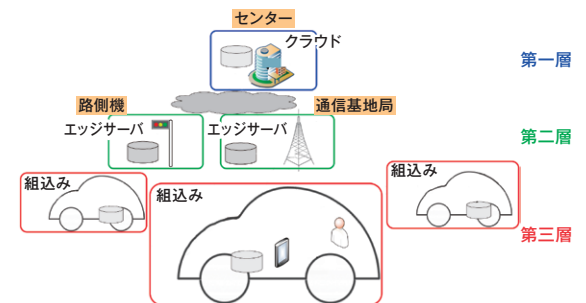 センター
クラウド
第一層
路側機
通信基地局
エッジサーバ
エッジサーバ
第二層
組込み
組込み
組込み
第三層